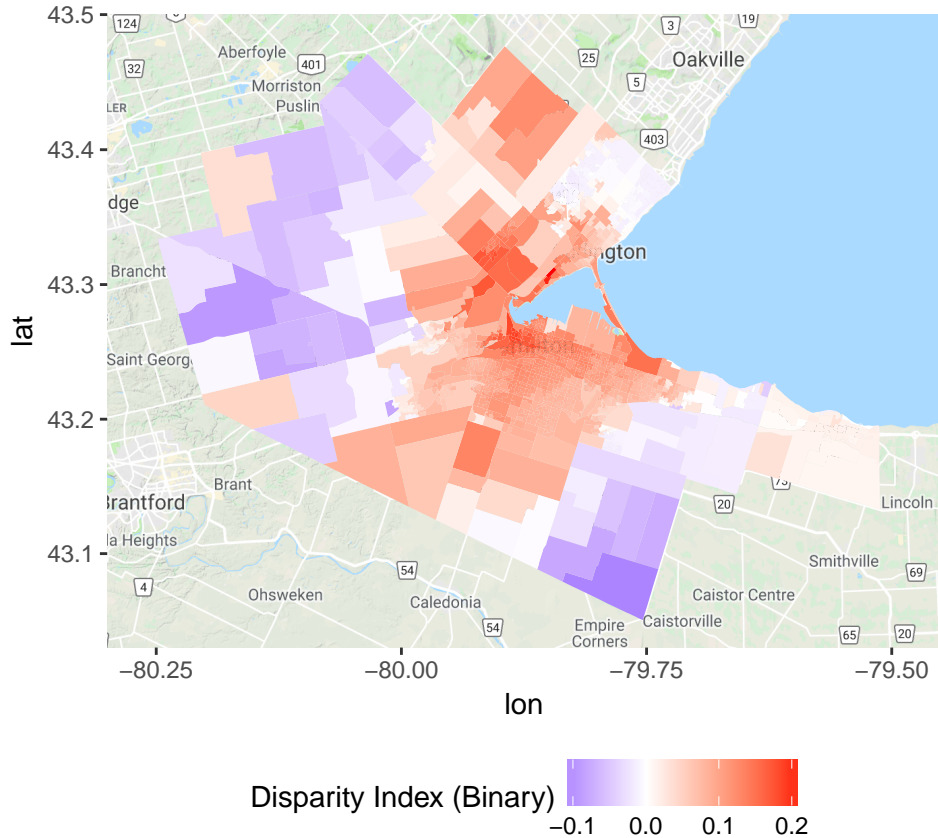 43.5
124
6
3
19
Aberfoyle
401
25
Oakville
32
5
Morriston
Puslin
LER
403
43.4
dge
ngton
Brancht
43.3
lat
milton
Saint Georg
43.2
Brant
73
Brantford
20
Lincoln
la Heights
43.1
Smithville
54
69
4
Ohsweken
Caledonia
Caistor Centre
54
Empire
Corners
Caistorville
65
20
−80.25
−80.00
−79.75
−79.50
lon
Disparity Index (Binary)
−0.1
0.0
0.1
0.2